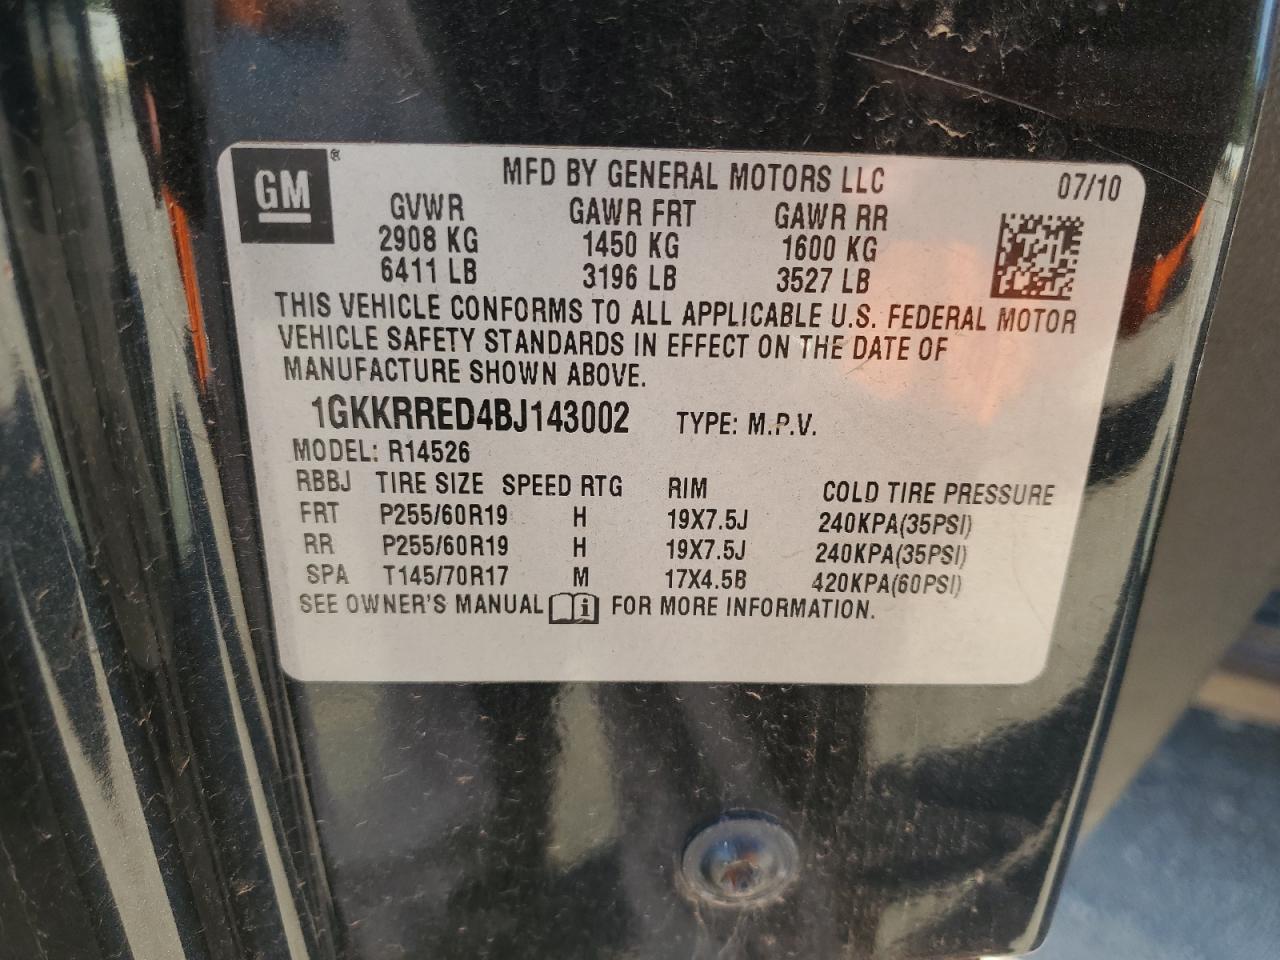 GM ® MFD BY GENERAL MOTORS LLC 07/10
GVWR GAWR FRT GAWR RR
2908 KG 1450 KG 1600 KG
6411 LB 3196 LB 3527 LB
THIS VEHICLE CONFORMS TO ALL APPLICABLE U.S. FEDERAL MOTOR
VEHICLE SAFETY STANDARDS IN EFFECT ON THE DATE OF
MANUFACTURE SHOWN ABOVE.
1GKKRRED4BJ143002 TYPE: M.P.V.
MODEL: R14526
RBBJ TIRE SIZE SPEED RTG RIM COLD TIRE PRESSURE
FRT P255/60R19 H 19X7.5J 240KPA(35PSI)
RR P255/60R19 H 19X7.5J 240KPA(35PSI)
SPA T145/70R17 M 17X4.5B 420KPA(60PSI)
SEE OWNER'S MANUAL i FOR MORE INFORMATION.